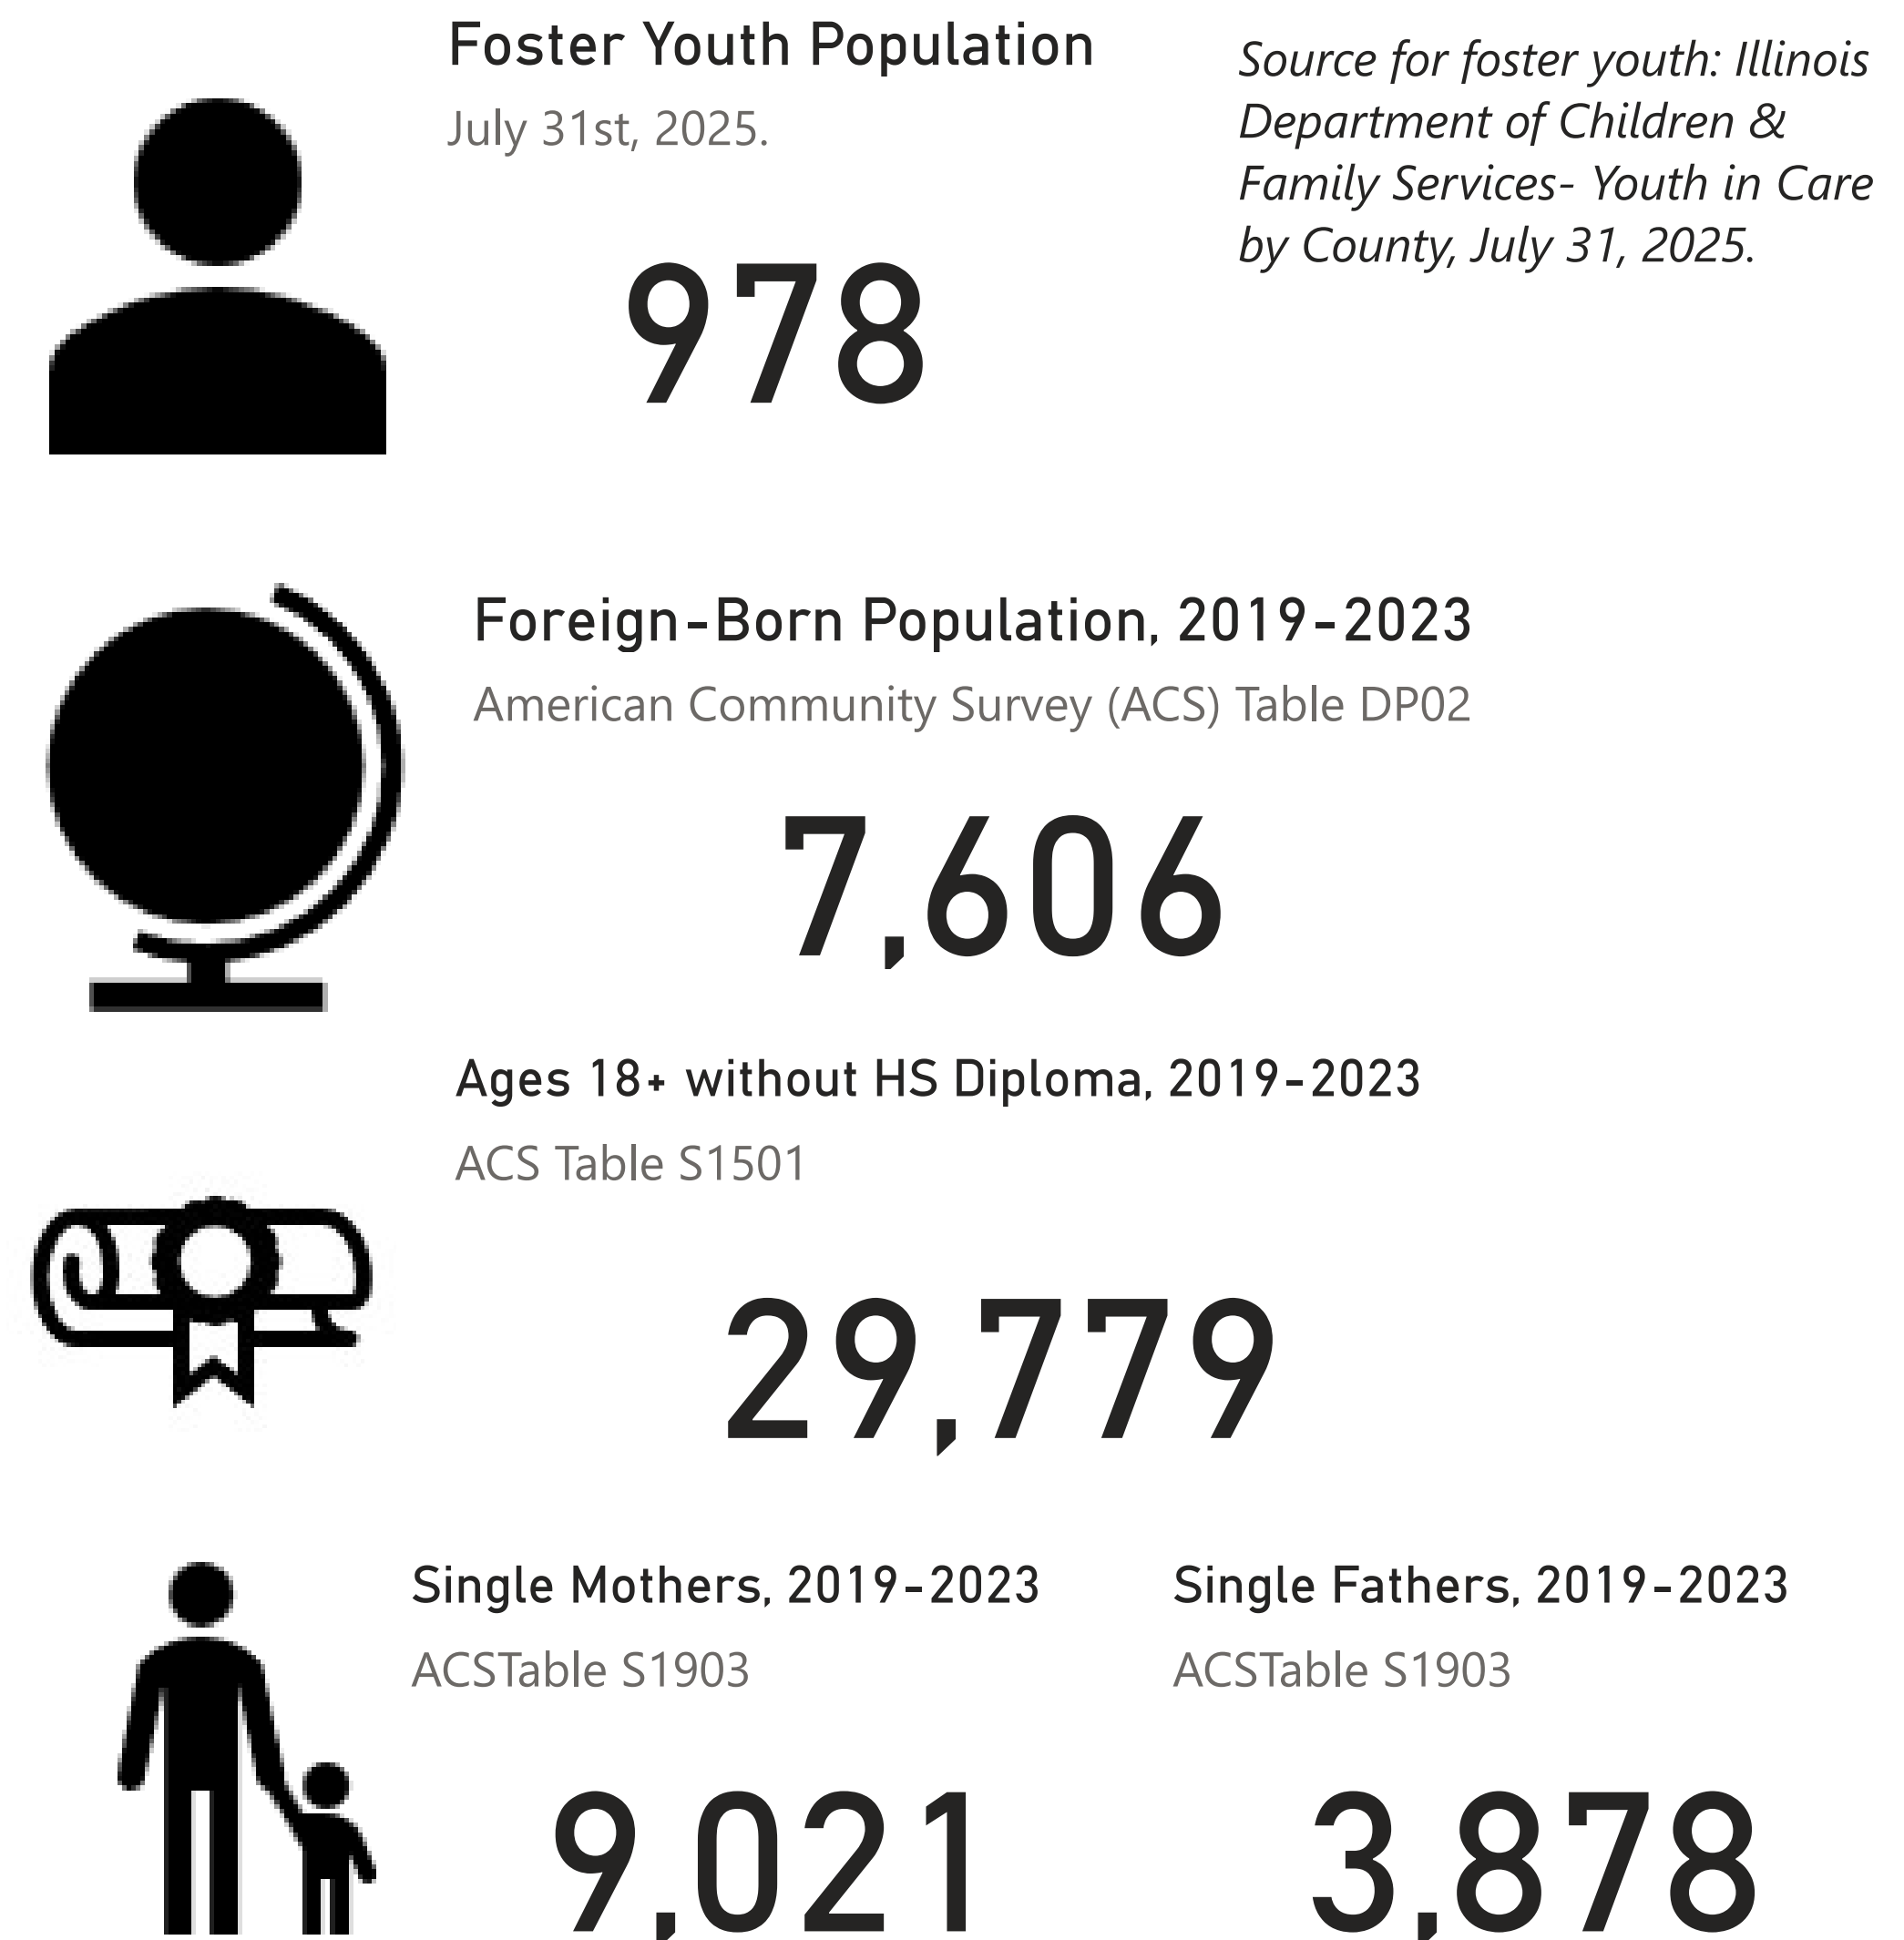 Foster Youth Population
July 31st, 2025.
978
Source for foster youth: Illinois
Department of Children &
Family Services- Youth in Care
by County, July 31, 2025.
Foreign-Born Population, 2019-2023
American Community Survey (ACS) Table DP02
7,606
Ages 18+ without HS Diploma, 2019-2023
ACS Table S1501
29,779
Single Mothers, 2019-2023
ACSTable S1903
9,021
Single Fathers, 2019-2023
ACSTable S1903
3,878